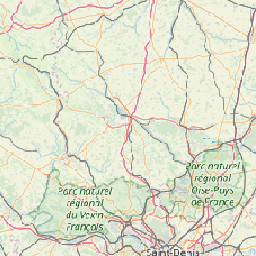 Parc naturel
régional
Oise-Pays
de France
Parc naturel
régional
du Vexin
Français
Saint-Denis